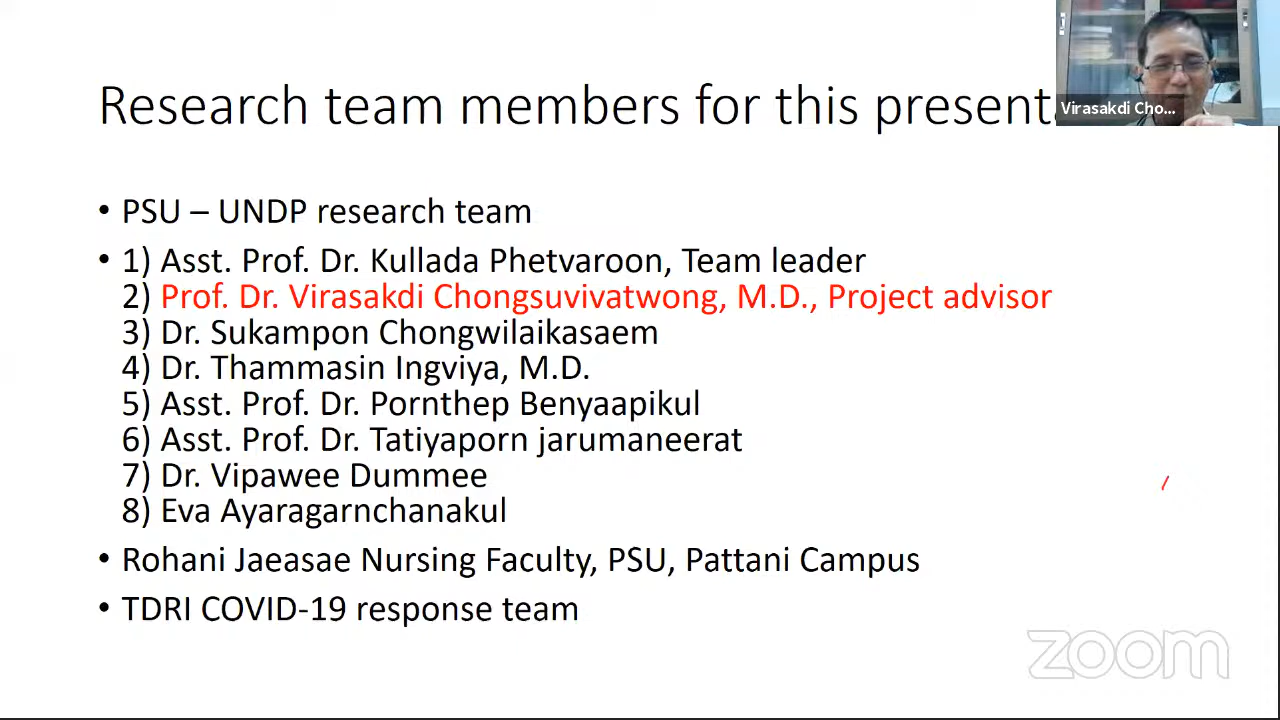 Research team members for this present
Virasakdi Cho...
• PSU – UNDP research team
• 1) Asst. Prof. Dr. Kullada Phetvaroon, Team leader
2) Prof. Dr. Virasakdi Chongsuvivatwong, M.D., Project advisor
3) Dr. Sukampon Chongwilaikasaem
4) Dr. Thammasin Ingviya, M.D.
5) Asst. Prof. Dr. Pornthep Benyaapikul
6) Asst. Prof. Dr. Tatiyaporn jarumaneerat
7) Dr. Vipawee Dummee
8) Eva Ayaragarnchanakul
• Rohani Jaeasae Nursing Faculty, PSU, Pattani Campus
• TDRI COVID-19 response team
zoom